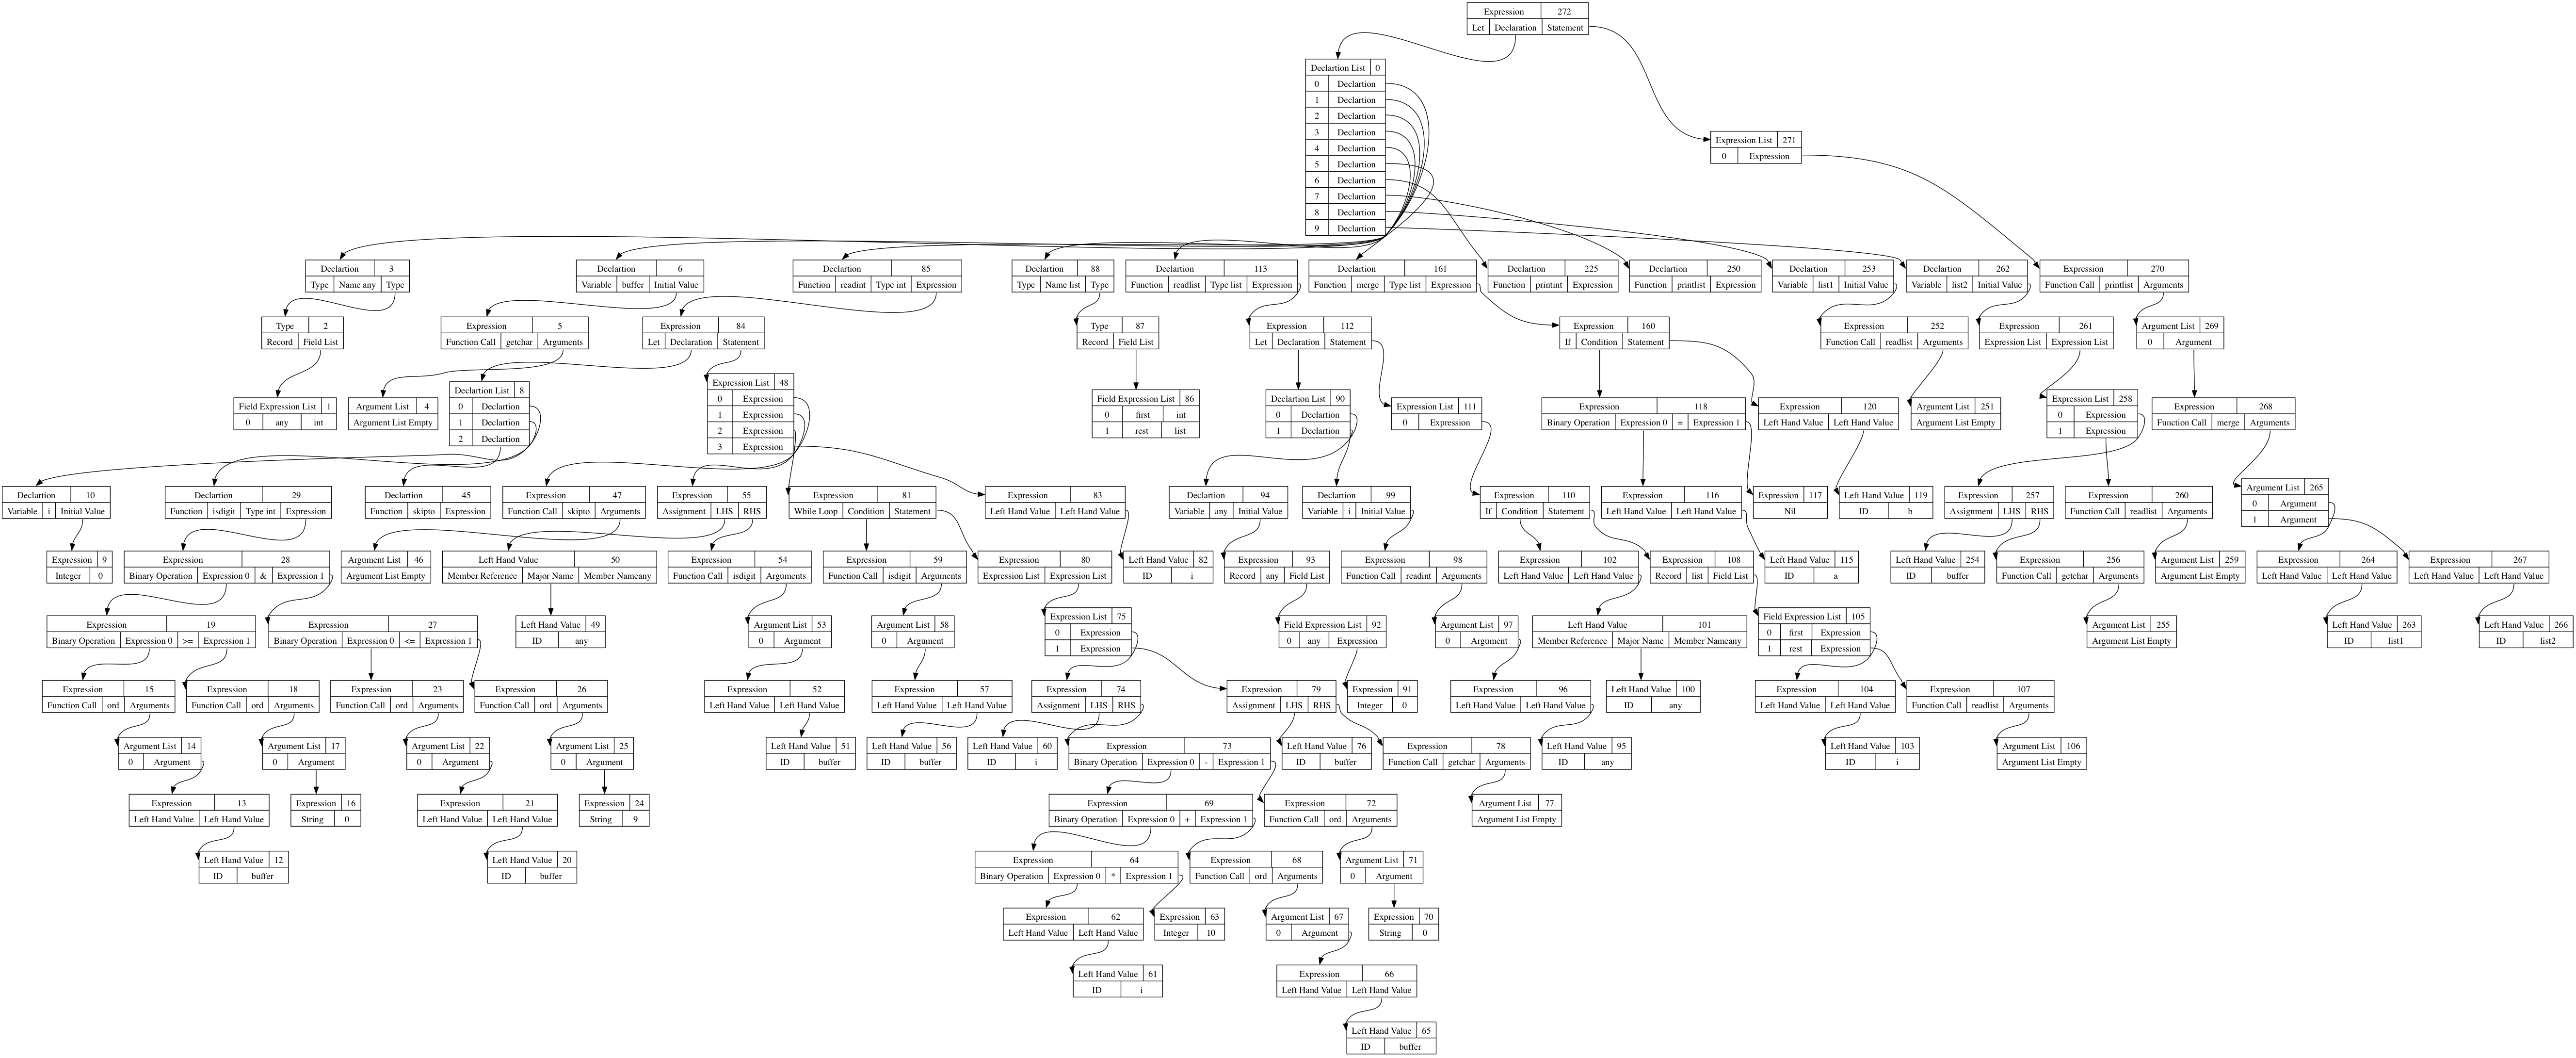 Expression 272
Let Declaration Statement
Declartion List 0
0 Declartion
1 Declartion
2 Declartion
3 Declartion
4 Declartion
5 Declartion
6 Declartion
7 Declartion
8 Declartion
9 Declartion
Expression List 271
0 Expression
Declartion 3
Type Name any Type
Declartion 6
Variable buffer Initial Value
Declartion 85
Function readint Type int Expression
Declartion 88
Type Name list Type
Declartion 113
Function readlist Type list Expression
Declartion 161
Function merge Type list Expression
Declartion 225
Function printint Expression
Declartion 250
Function printlist Expression
Declartion 253
Variable list1 Initial Value
Declartion 262
Variable list2 Initial Value
Expression 270
Function Call printlist Arguments
Type 2
Record Field List
Expression 5
Function Call getchar Arguments
Expression 84
Let Declaration Statement
Type 87
Record Field List
Expression 112
Let Declaration Statement
Expression 160
If Condition Statement
Expression 252
Function Call readlist Arguments
Expression 261
Expression List Expression List
Argument List 269
0 Argument
Field Expression List 1
0 any int
Argument List 4
Argument List Empty
Declartion List 8
0 Declartion
1 Declartion
2 Declartion
Expression List 48
0 Expression
1 Expression
2 Expression
3 Expression
Field Expression List 86
0 first int
1 rest list
Declartion List 90
0 Declartion
1 Declartion
Expression List 111
0 Expression
Expression 118
Binary Operation Expression 0 = Expression 1
Expression 120
Left Hand Value Left Hand Value
Argument List 251
Argument List Empty
Expression List 258
0 Expression
1 Expression
Expression 268
Function Call merge Arguments
Declartion 10
Variable i Initial Value
Declartion 29
Function isdigit Type int Expression
Declartion 45
Function skipto Expression
Expression 47
Function Call skipto Arguments
Expression 55
Assignment LHS RHS
Expression 81
While Loop Condition Statement
Expression 83
Left Hand Value Left Hand Value
Declartion 94
Variable any Initial Value
Declartion 99
Variable i Initial Value
Expression 110
If Condition Statement
Expression 116
Left Hand Value Left Hand Value
Expression 117
Nil
Left Hand Value 119
ID b
Expression 257
Assignment LHS RHS
Expression 260
Function Call readlist Arguments
Argument List 265
0 Argument
1 Argument
Expression 9
Integer 0
Expression 28
Binary Operation Expression 0 & Expression 1
Argument List 46
Argument List Empty
Left Hand Value 50
Member Reference Major Name Member Nameany
Expression 54
Function Call isdigit Arguments
Expression 59
Function Call isdigit Arguments
Expression 80
Expression List Expression List
Left Hand Value 82
ID i
Expression 93
Record any Field List
Expression 98
Function Call readint Arguments
Expression 102
Left Hand Value Left Hand Value
Expression 108
Record list Field List
Left Hand Value 115
ID a
Left Hand Value 254
ID buffer
Expression 256
Function Call getchar Arguments
Argument List 259
Argument List Empty
Expression 264
Left Hand Value Left Hand Value
Expression 267
Left Hand Value Left Hand Value
Expression 19
Binary Operation Expression 0 >= Expression 1
Expression 27
Binary Operation Expression 0 <= Expression 1
Left Hand Value 49
ID any
Argument List 53
0 Argument
Argument List 58
0 Argument
Expression List 75
0 Expression
1 Expression
Field Expression List 92
0 any Expression
Argument List 97
0 Argument
Left Hand Value 101
Member Reference Major Name Member Nameany
Field Expression List 105
0 first Expression
1 rest Expression
Argument List 255
Argument List Empty
Left Hand Value 263
ID list1
Left Hand Value 266
ID list2
Expression 15
Function Call ord Arguments
Expression 18
Function Call ord Arguments
Expression 23
Function Call ord Arguments
Expression 26
Function Call ord Arguments
Expression 52
Left Hand Value Left Hand Value
Expression 57
Left Hand Value Left Hand Value
Expression 74
Assignment LHS RHS
Expression 79
Assignment LHS RHS
Expression 91
Integer 0
Expression 96
Left Hand Value Left Hand Value
Left Hand Value 100
ID any
Expression 104
Left Hand Value Left Hand Value
Expression 107
Function Call readlist Arguments
Argument List 14
0 Argument
Argument List 17
0 Argument
Argument List 22
0 Argument
Argument List 25
0 Argument
Left Hand Value 51
ID buffer
Left Hand Value 56
ID buffer
Left Hand Value 60
ID i
Expression 73
Binary Operation Expression 0 - Expression 1
Left Hand Value 76
ID buffer
Expression 78
Function Call getchar Arguments
Left Hand Value 95
ID any
Left Hand Value 103
ID i
Argument List 106
Argument List Empty
Expression 13
Left Hand Value Left Hand Value
Expression 16
String 0
Expression 21
Left Hand Value Left Hand Value
Expression 24
String 9
Expression 69
Binary Operation Expression 0 + Expression 1
Expression 72
Function Call ord Arguments
Argument List 77
Argument List Empty
Left Hand Value 12
ID buffer
Left Hand Value 20
ID buffer
Expression 64
Binary Operation Expression 0 * Expression 1
Expression 68
Function Call ord Arguments
Argument List 71
0 Argument
Expression 62
Left Hand Value Left Hand Value
Expression 63
Integer 10
Argument List 67
0 Argument
Expression 70
String 0
Left Hand Value 61
ID i
Expression 66
Left Hand Value Left Hand Value
Left Hand Value 65
ID buffer